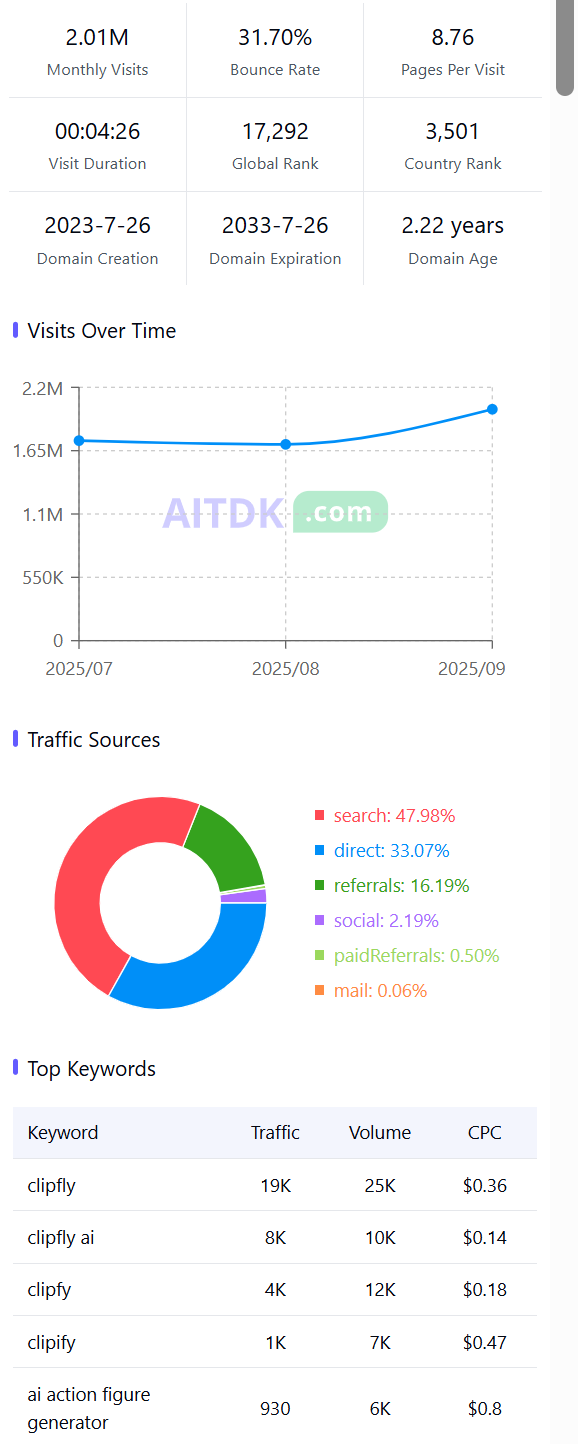 2.01M 31.70% 8.76
Monthly Visits Bounce Rate Pages Per Visit
00:04:26 17,292 3,501
Visit Duration Global Rank Country Rank
2023-7-26 2033-7-26 2.22 years
Domain Creation Domain Expiration Domain Age
Visits Over Time
2.2M
1.65M
1.1M
AITDK .com
550K
0
2025/07 2025/08 2025/09
Traffic Sources
search: 47.98%
direct: 33.07%
referrals: 16.19%
social: 2.19%
paidReferrals: 0.50%
mail: 0.06%
Top Keywords
Keyword Traffic Volume CPC
clipfly 19K 25K $0.36
clipfly ai 8K 10K $0.14
clipfy 4K 12K $0.18
clipify 1K 7K $0.47
ai action figure
generator 930 6K $0.8